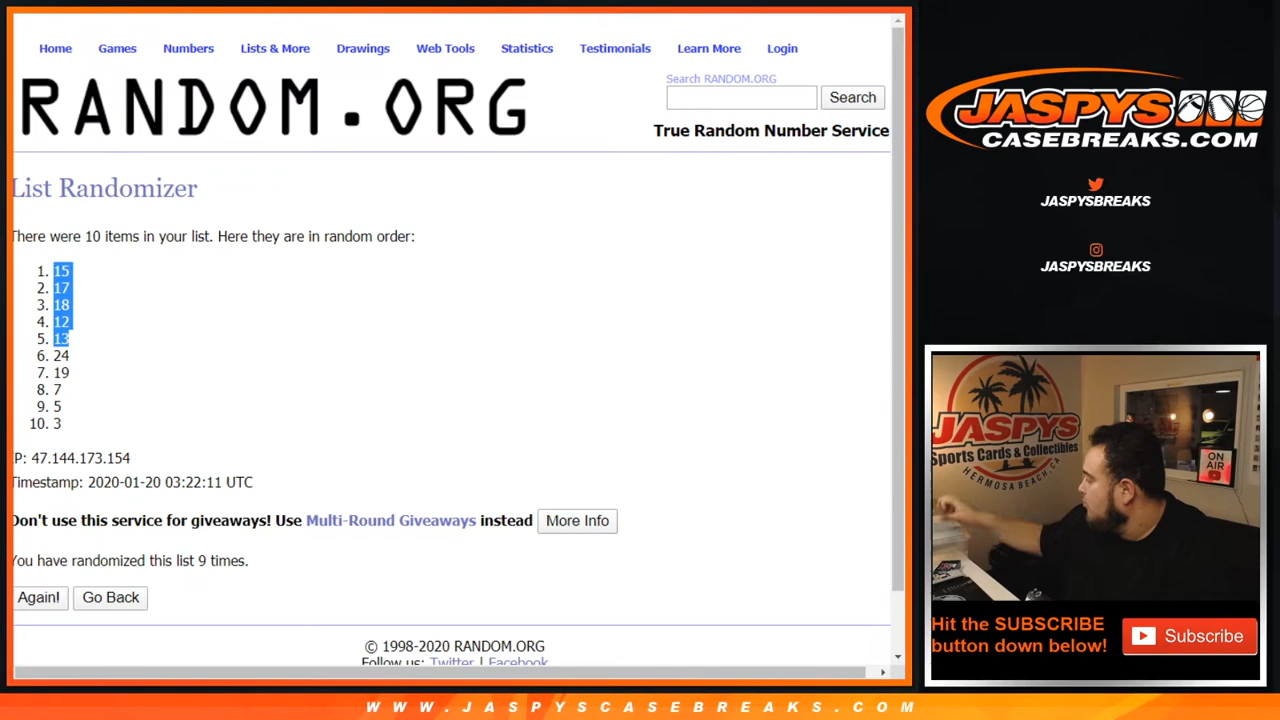 Home Games Numbers Lists & More Drawings Web Tools Statistics Testimonials Learn More Login
RANDOM.ORG
Search RANDOM.ORG
Search
True Random Number Service
List Randomizer
There were 10 items in your list. Here they are in random order:
1. 15
2. 17
3. 18
4. 12
5. 13
6. 24
7. 19
8. 7
9. 5
10. 3
IP: 47.144.173.154
Timestamp: 2020-01-20 03:22:11 UTC
Don't use this service for giveaways! Use Multi-Round Giveaways instead More Info
You have randomized this list 9 times.
Again! Go Back
© 1998-2020 RANDOM.ORG
Follow us: Twitter | Facebook
JASPYS
CASEBREAKS.COM
JASPYSBREAKS
JASPYSBREAKS
JASPYS
Sports Cards & Collectibles
HERMOSA BEACH, CA
ON
AIR
Hit the SUBSCRIBE
button down below!
Subscribe
WWW.JASPYSCASEBREAKS.COM